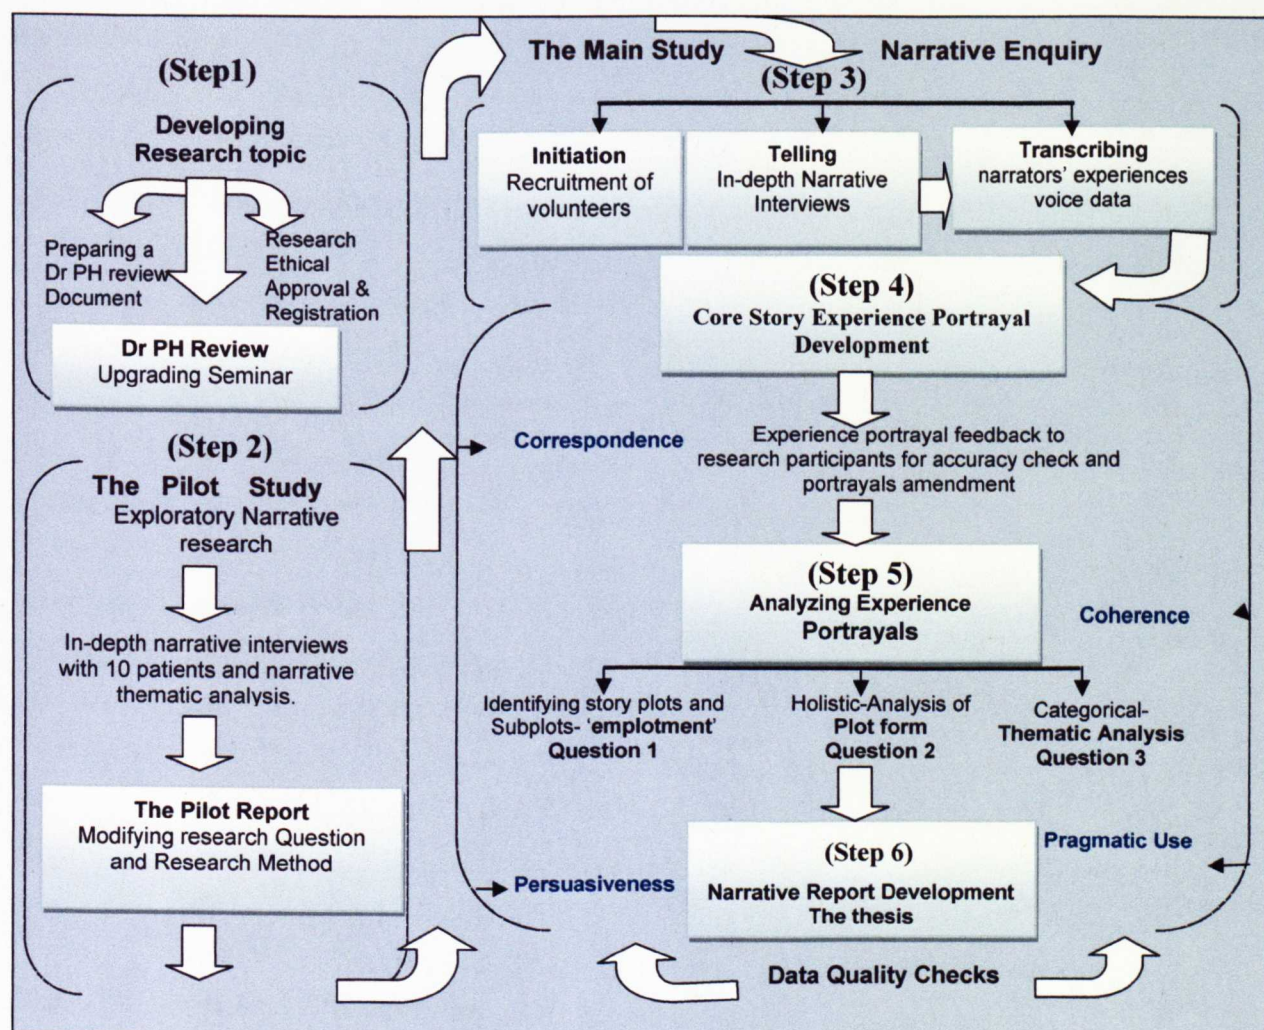 (Step1)
Developing
Research topic
Preparing a
Dr PH review
Document
Research
Ethical
Approval &
Registration
Dr PH Review
Upgrading Seminar
(Step 2)
The Pilot Study
Exploratory Narrative
research
In-depth narrative interviews
with 10 patients and narrative
thematic analysis.
The Pilot Report
Modifying research Question
and Research Method
The Main Study
Narrative Enquiry
(Step 3)
Initiation
Recruitment of
volunteers
Telling
In-depth Narrative
Interviews
Transcribing
narrators' experiences
voice data
(Step 4)
Core Story Experience Portrayal
Development
Correspondence
Experience portrayal feedback to
research participants for accuracy check and
portrayals amendment
(Step 5)
Analyzing Experience
Portrayals
Coherence
Identifying story plots and
Subplots- 'emplotment'
Question 1
Holistic-Analysis of
Plot form
Question 2
Categorical-
Thematic Analysis
Question 3
(Step 6)
Narrative Report Development
The thesis
Pragmatic Use
Persuasiveness
Data Quality Checks